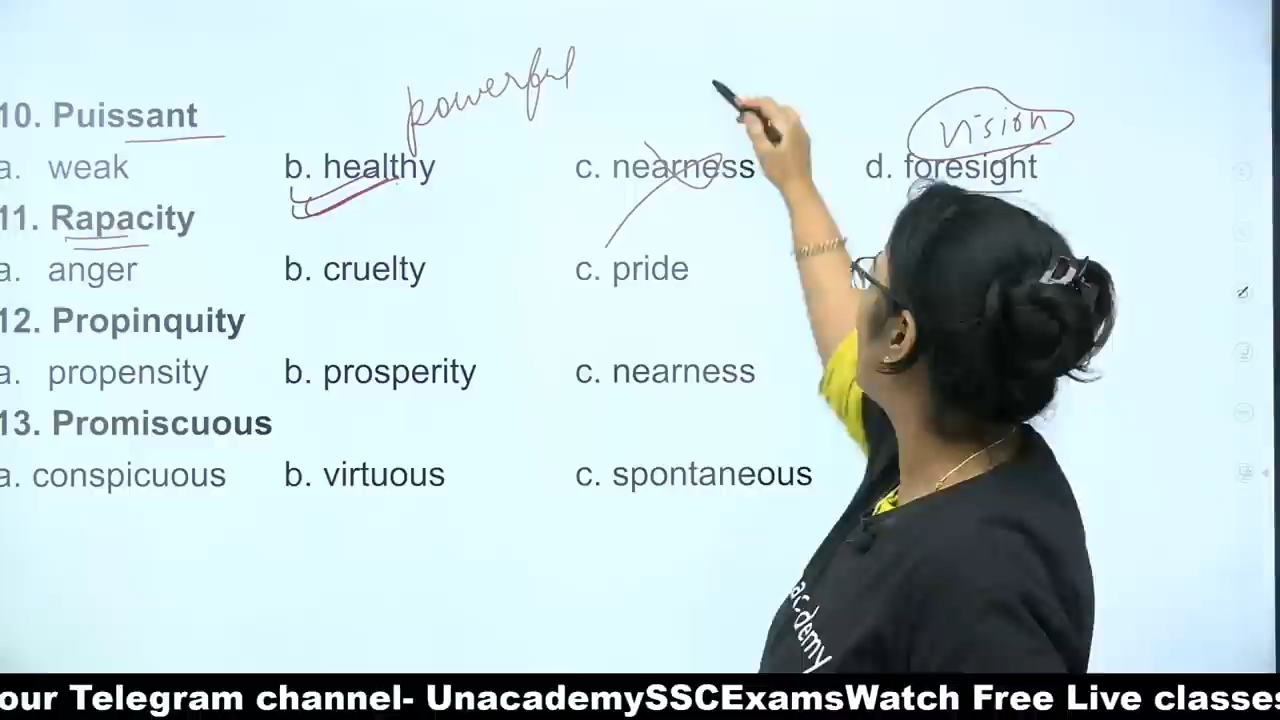 powerful
vision
10. Puissant
a. weak b. healthy c. nearness d. foresight
11. Rapacity
a. anger b. cruelty c. pride
12. Propinquity
a. propensity b. prosperity c. nearness
13. Promiscuous
a. conspicuous b. virtuous c. spontaneous
academy
our Telegram channel- UnacademySSCExamsWatch Free Live classes